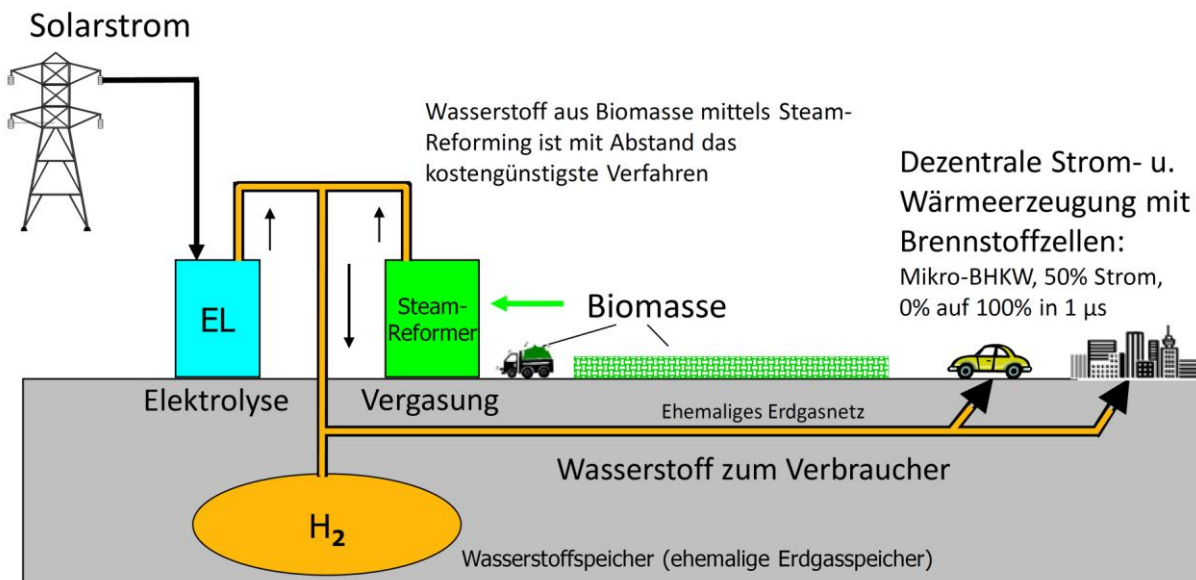 Solarstrom
Wasserstoff aus Biomasse mittels Steam-
Reforming ist mit Abstand das
kostengünstigste Verfahren
Dezentrale Strom- u.
Wärmeerzeugung mit
Brennstoffzellen:
Mikro-BHKW, 50% Strom,
0% auf 100% in 1 µs
EL
Steam-
Reformer
Biomasse
Elektrolyse
Vergasung
Ehemaliges Erdgasnetz
Wasserstoff zum Verbraucher
H₂
Wasserstoffspeicher (ehemalige Erdgasspeicher)